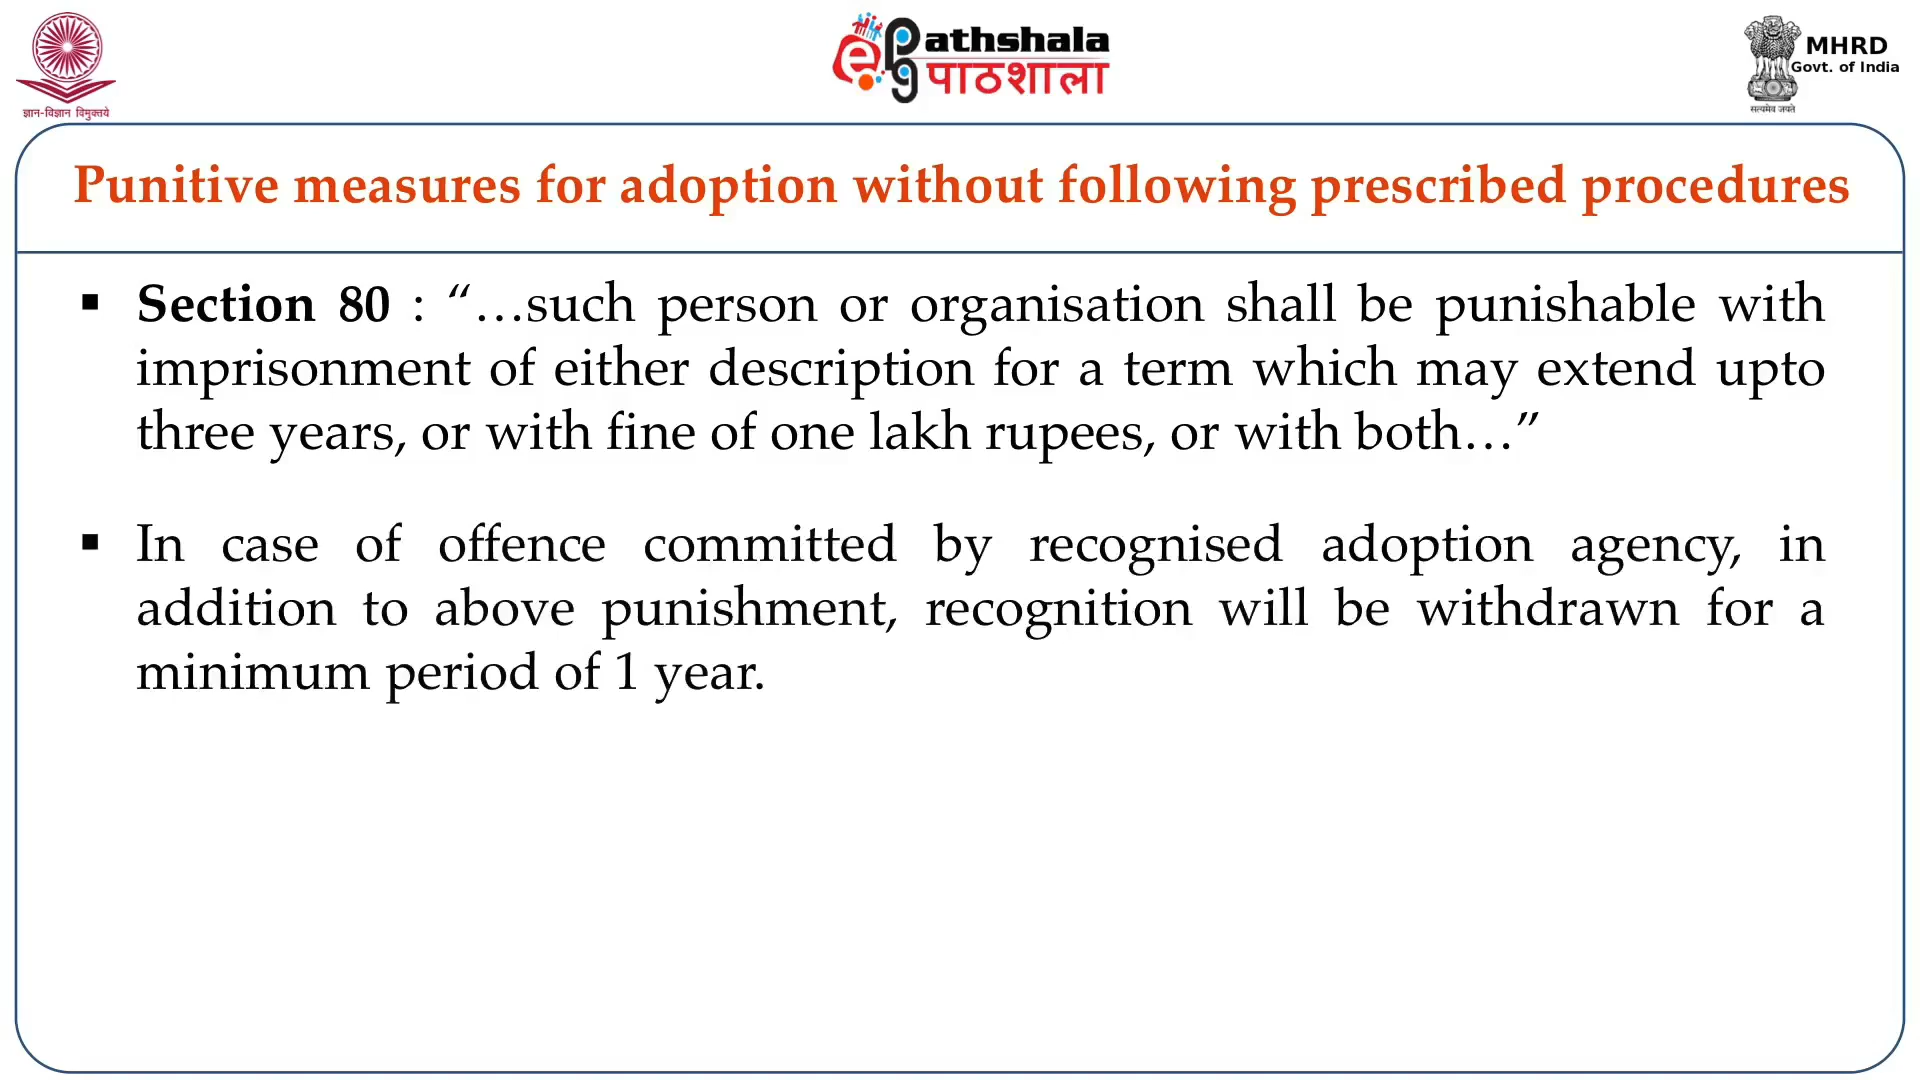 ज्ञान-विज्ञान विमुक्तये
ePathshala
पाठशाला
MHRD
Govt. of India
सत्यमेव जयते
Punitive measures for adoption without following prescribed procedures
▪ Section 80 : “…such person or organisation shall be punishable with
imprisonment of either description for a term which may extend upto
three years, or with fine of one lakh rupees, or with both…”
▪ In case of offence committed by recognised adoption agency, in
addition to above punishment, recognition will be withdrawn for a
minimum period of 1 year.